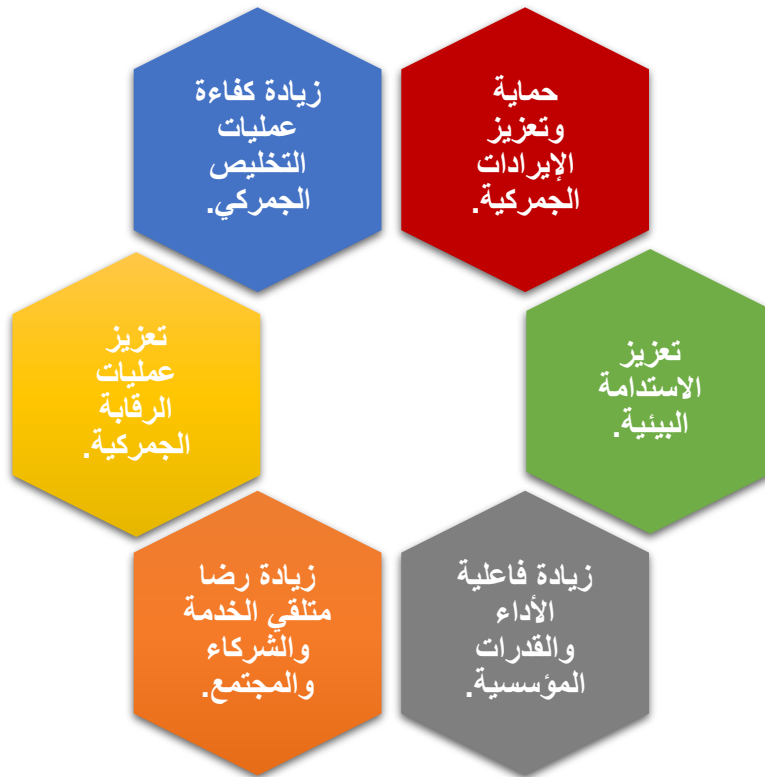 حماية
وتعزيز
الإيرادات
الجمركية.
زيادة كفاءة
عمليات
التخليص
الجمركي.
تعزيز
الاستدامة
البيئية.
تعزيز
عمليات
الرقابة
الجمركية.
زيادة فاعلية
الأداء
والقدرات
المؤسسية.
زيادة رضا
متلقي الخدمة
والشركاء
والمجتمع.